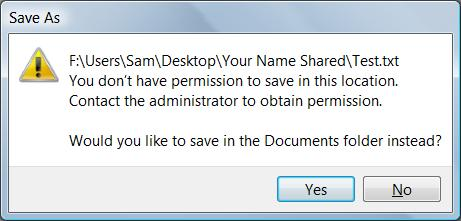 Save As
F:\Users\Sam\Desktop\Your Name Shared\Test.txt
You don't have permission to save in this location.
Contact the administrator to obtain permission.
Would you like to save in the Documents folder instead?
Yes
No